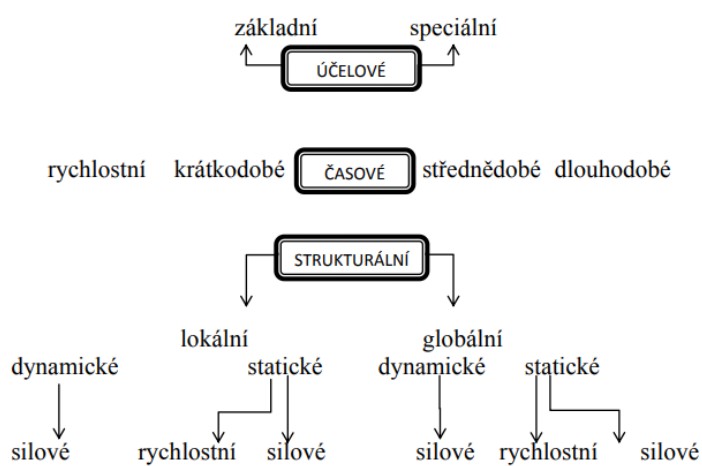 základní speciální
ÚČELOVÉ
rychlostní krátkodobé ČASOVÉ střednědobé dlouhodobé
STRUKTURÁLNÍ
lokální globální
dynamické statické dynamické statické
silové rychlostní silové silové rychlostní silové